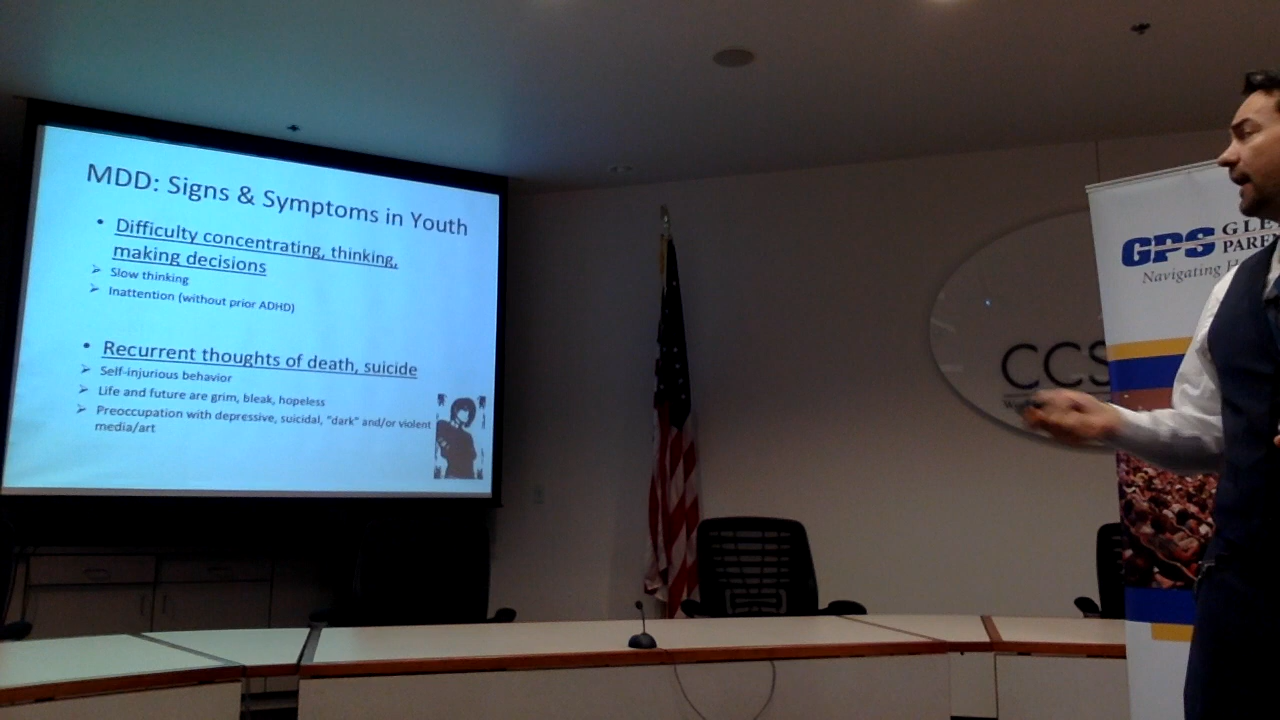 MDD: Signs & Symptoms in Youth
• Difficulty concentrating, thinking,
making decisions
➢ Slow thinking
➢ Inattention (without prior ADHD)
• Recurrent thoughts of death, suicide
➢ Self-injurious behavior
➢ Life and future are grim, bleak, hopeless
➢ Preoccupation with depressive, suicidal, "dark" and/or violent
media/art
GPS
Navigating
CCS